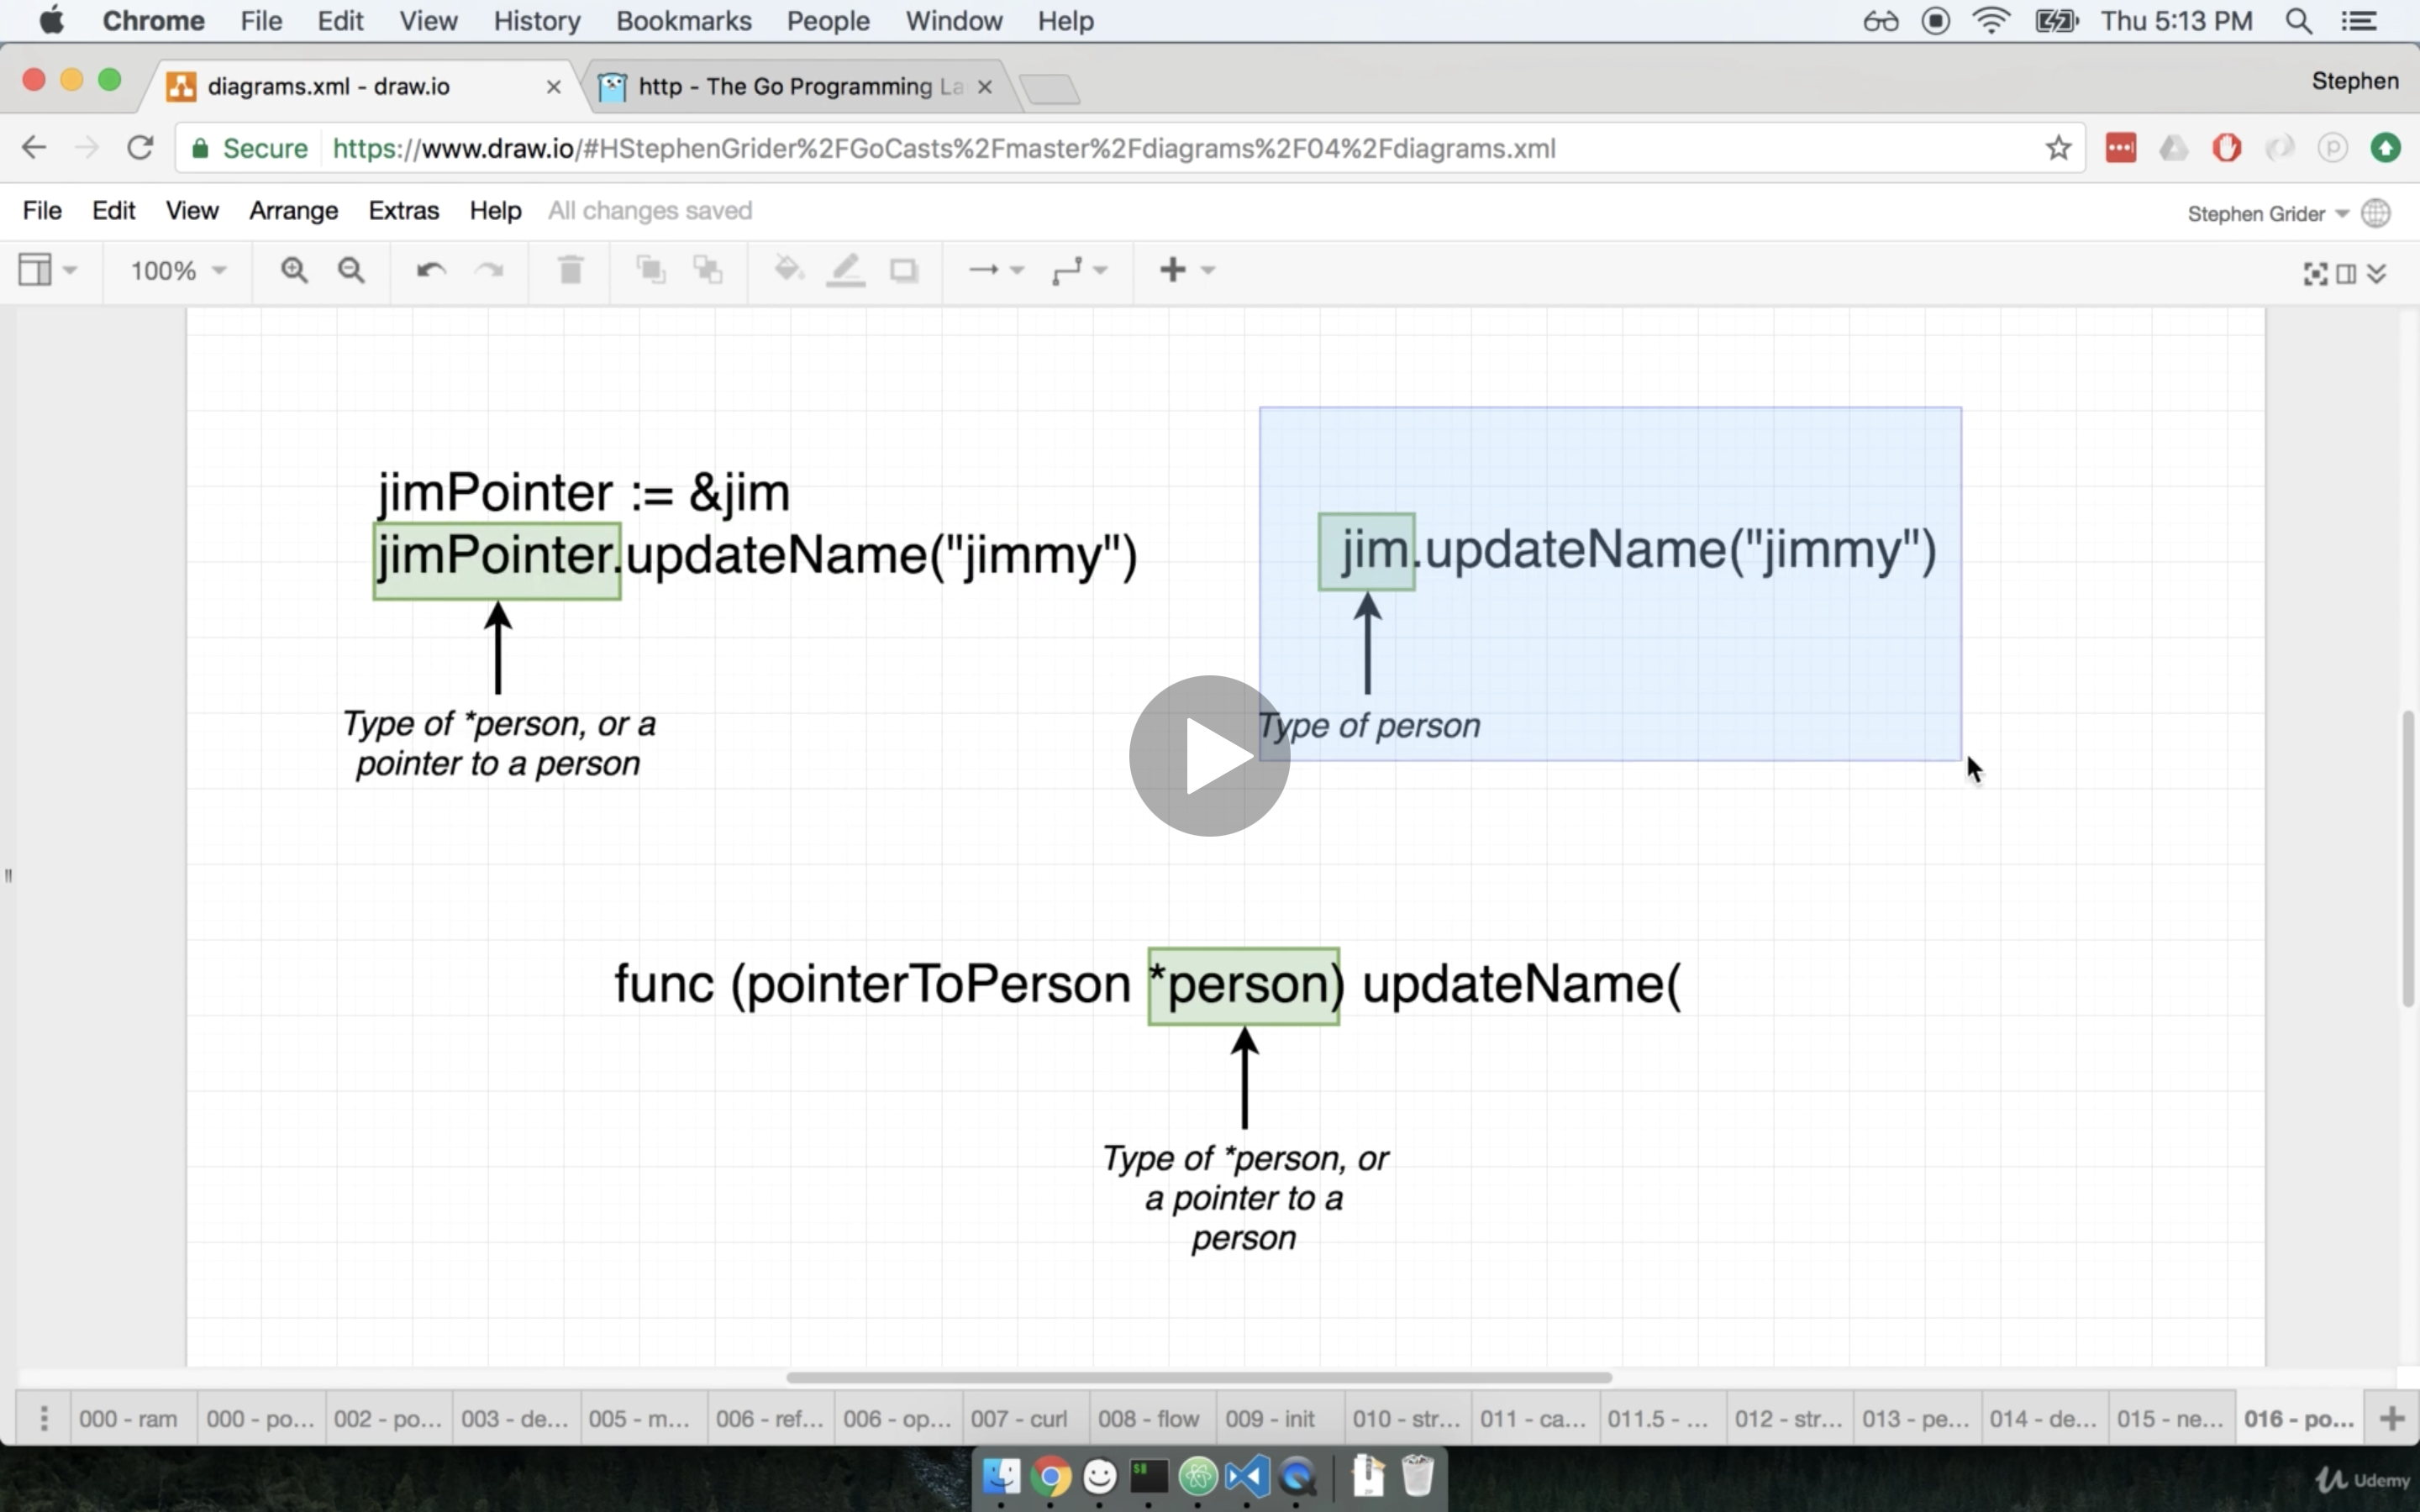 Chrome File Edit View History Bookmarks People Window Help Thu 5:13 PM
diagrams.xml - draw.io http - The Go Programming La Stephen
Secure https://www.draw.io/#HStephenGrider%2FGoCasts%2Fmaster%2Fdiagrams%2F04%2Fdiagrams.xml
File Edit View Arrange Extras Help All changes saved Stephen Grider
100%
jimPointer := &jim
jimPointer.updateName("jimmy")
jim.updateName("jimmy")
Type of *person, or a
pointer to a person
Type of person
func (pointerToPerson *person) updateName(
Type of *person, or
a pointer to a
person
000 - ram 000 - po... 002 - po... 003 - de... 005 - m... 006 - ref... 006 - op... 007 - curl 008 - flow 009 - init 010 - str... 011 - ca... 011.5 - ... 012 - str... 013 - pe... 014 - de... 015 - ne... 016 - po...
Udemy